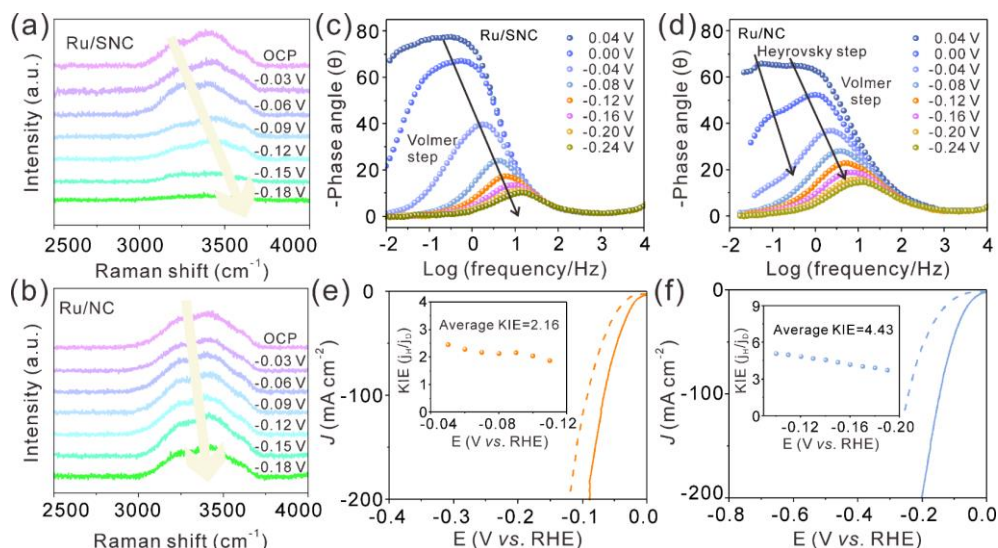 (a)
Ru/SNC
OCP
-0.03 V
-0.06 V
-0.09 V
-0.12 V
-0.15 V
-0.18 V
Intensity (a.u.)
2500 3000 3500 4000
Raman shift (cm⁻¹)
(c)
Ru/SNC
0.04 V
0.00 V
-0.04 V
-0.08 V
-0.12 V
-0.16 V
-0.20 V
-0.24 V
Volmer
step
-Phase angle (θ)
80
60
40
20
0
-2 -1 0 1 2 3 4
Log (frequency/Hz)
(d)
Ru/NC
Heyrovsky step
Volmer
step
0.04 V
0.00 V
-0.04 V
-0.08 V
-0.12 V
-0.16 V
-0.20 V
-0.24 V
-Phase angle (θ)
80
60
40
20
0
-2 -1 0 1 2 3 4
Log (frequency/Hz)
(b)
Ru/NC
OCP
-0.03 V
-0.06 V
-0.09 V
-0.12 V
-0.15 V
-0.18 V
Intensity (a.u.)
2500 3000 3500 4000
Raman shift (cm⁻¹)
(e)
J (mA cm⁻²)
0
-100
-200
-0.5 -0.4 -0.3 -0.2 -0.1 0.0
E (V vs. RHE)
Average KIE=2.16
KIE (jH/jD)
4
3
2
1
0
-0.04 -0.08 -0.12
E (V vs. RHE)
(f)
J (mA cm⁻²)
0
-100
-200
-0.8 -0.6 -0.4 -0.2 0.0
E (V vs. RHE)
Average KIE=4.43
KIE (jH/jD)
9
6
3
0
-0.12 -0.16 -0.20
E (V vs. RHE)